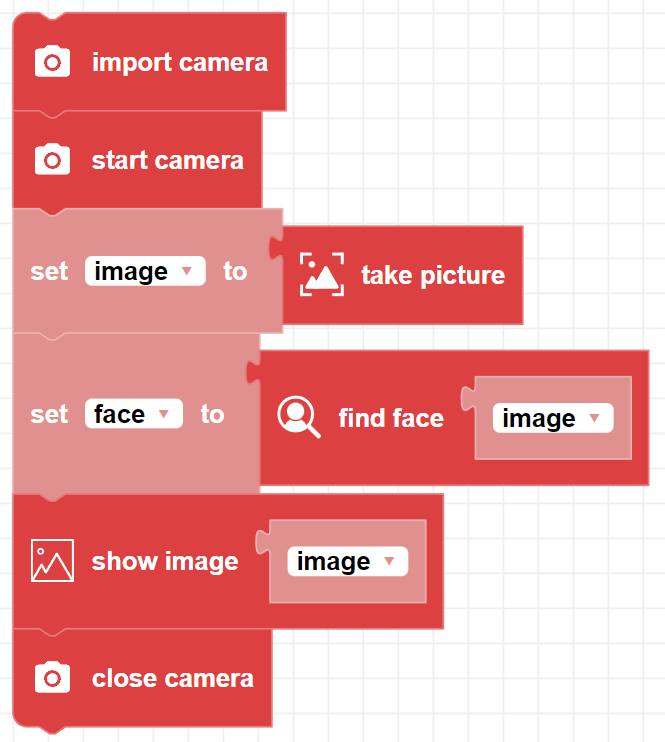 import camera
start camera
set image to take picture
set face to find face image
show image image
close camera